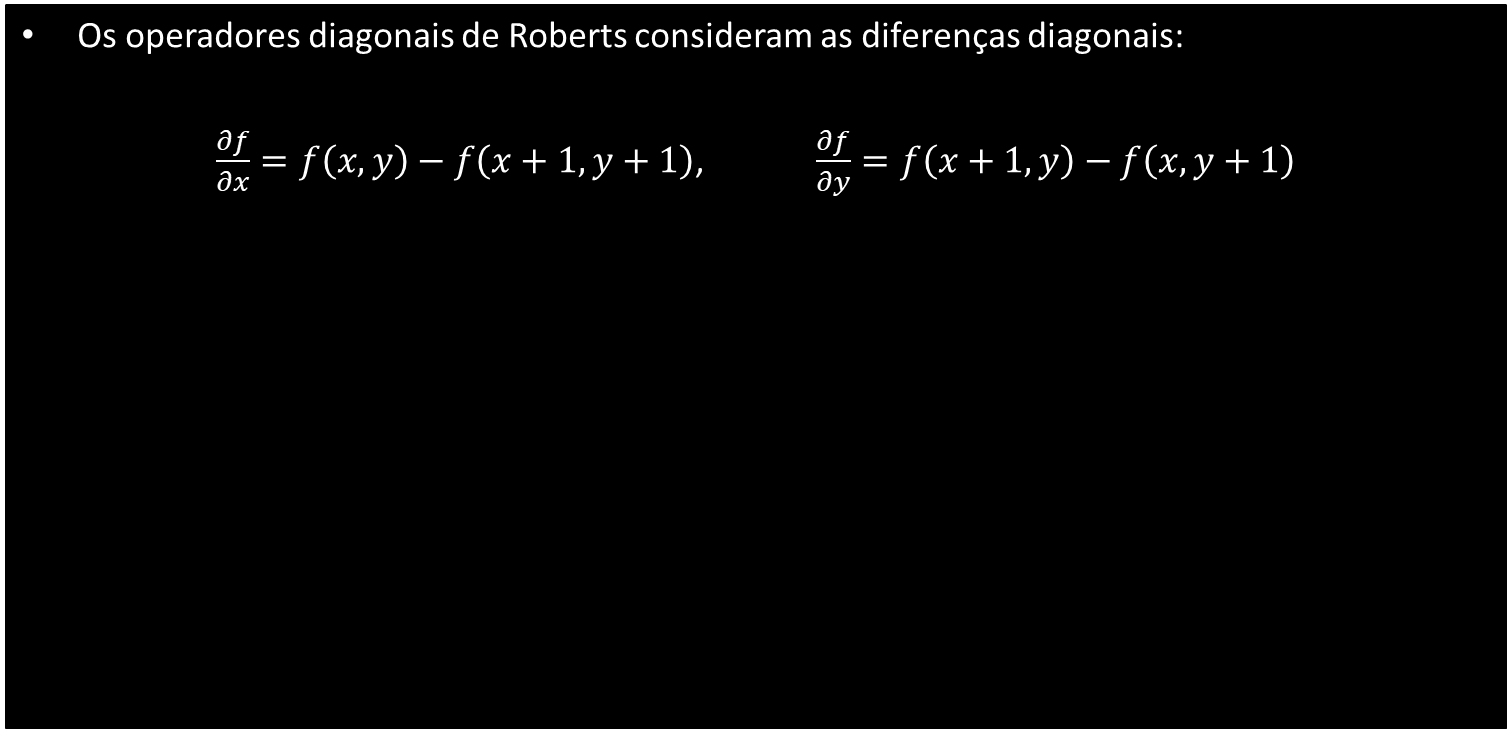 • Os operadores diagonais de Roberts consideram as diferenças diagonais:
∂f/∂x = f(x, y) − f(x + 1, y + 1), ∂f/∂y = f(x + 1, y) − f(x, y + 1)